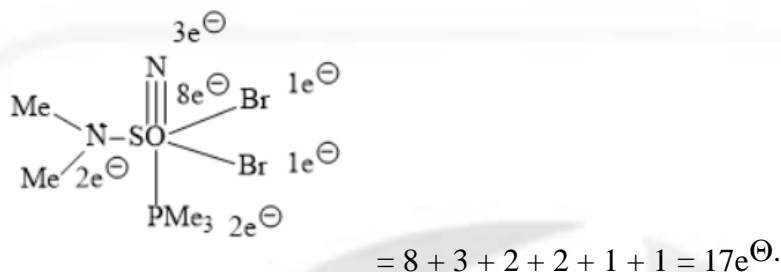 3e⊖
N
8e⊖ Br 1e⊖
Me
N–SO
Br 1e⊖
Me 2e⊖
PMe₃ 2e⊖
= 8 + 3 + 2 + 2 + 1 + 1 = 17e⊖.